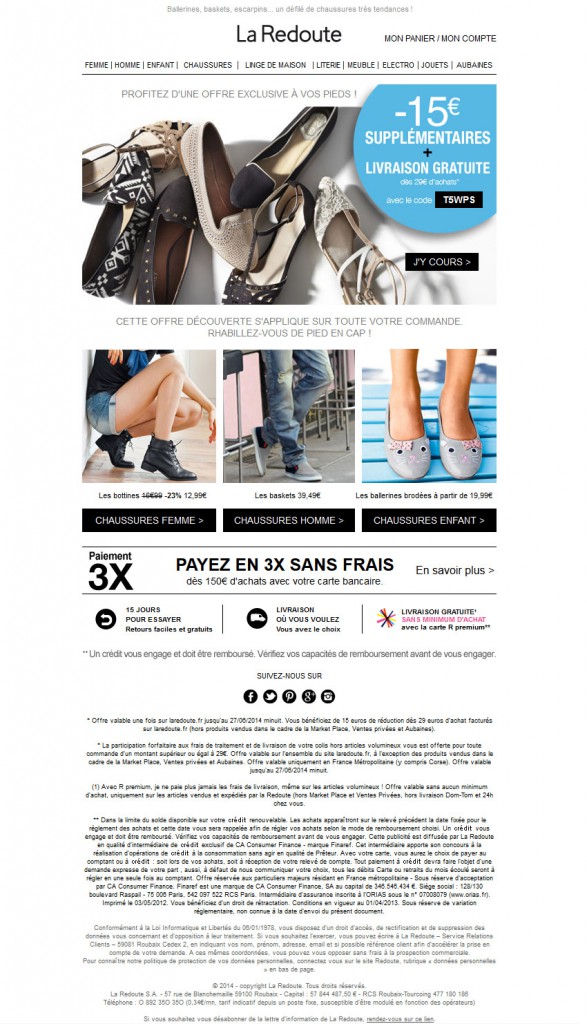 Ballerines, baskets, escarpins... un défilé de chaussures très tendances !
La Redoute
MON PANIER / MON COMPTE
FEMME | HOMME | ENFANT | CHAUSSURES | LINGE DE MAISON | LITERIE | MEUBLE | ELECTRO | JOUETS | AUBAINES
PROFITEZ D'UNE OFFRE EXCLUSIVE À VOS PIEDS !
-15€
SUPPLÉMENTAIRES
+
LIVRAISON GRATUITE
dès 29€ d'achats*
avec le code T5WPS
J'Y COURS >
CETTE OFFRE DÉCOUVERTE S'APPLIQUE SUR TOUTE VOTRE COMMANDE.
RHABILLEZ-VOUS DE PIED EN CAP !
Les bottines 16€99 -23% 12,99€
Les baskets 39,49€
Les ballerines brodées à partir de 19,99€
CHAUSSURES FEMME >
CHAUSSURES HOMME >
CHAUSSURES ENFANT >
Paiement
3X
PAYEZ EN 3X SANS FRAIS
dès 150€ d'achats avec votre carte bancaire.
En savoir plus >
15 JOURS
POUR ESSAYER
Retours faciles et gratuits
LIVRAISON
OÙ VOUS VOULEZ
Vous avez le choix
LIVRAISON GRATUITE¹
SANS MINIMUM D'ACHAT
avec la carte R premium**
** Un crédit vous engage et doit être remboursé. Vérifiez vos capacités de remboursement avant de vous engager.
SUIVEZ-NOUS SUR
* Offre valable une fois sur laredoute.fr jusqu'au 27/06/2014 minuit. Vous bénéficiez de 15 euros de réduction dès 29 euros d'achat facturés
sur laredoute.fr (hors produits vendus dans le cadre de la Market Place, Ventes privées et Aubaines).
* La participation forfaitaire aux frais de traitement et de livraison de votre colis hors articles volumineux vous est offerte pour toute
commande d'un montant supérieur ou égal à 29€. Offre valable sur l'ensemble du site laredoute.fr, à l'exception des produits vendus dans le
cadre de la Market Place, Ventes privées et Aubaines. Offre valable uniquement en France Métropolitaine (y compris Corse). Offre valable
jusqu'au 27/06/2014 minuit.
(1) Avec R premium, je ne paie plus jamais les frais de livraison, même sur les articles volumineux ! Offre valable sans aucun minimum
d'achat, uniquement sur les articles vendus et expédiés par la Redoute (hors Market Place et Ventes Privées, hors livraison Dom-Tom et 24h
chez vous.
** Dans la limite du solde disponible sur votre crédit renouvelable. Les achats apparaîtront sur le relevé précédent la date fixée pour le
règlement des achats et cette date vous sera rappelés afin de régler vos achats selon le mode de remboursement choisi. Un crédit vous
engage et doit être remboursé. Vérifiez vos capacités de remboursement avant de vous engager. Cette publicité est diffusée par La Redoute
en qualité d'intermédiaire de crédit exclusif de CA Consumer Finance - marque Finaref. Cet intermédiaire apporte son concours à la
réalisation d'opérations de crédit à la consommation sans agir en qualité de Prêteur. Avec votre carte, vous aurez le choix de payer au
comptant ou à crédit : soit lors de vos achats, soit à réception de votre relevé de compte. Tout paiement à crédit devra faire l'objet d'une
demande expresse de votre part , aussi, à défaut de nous communiquer votre choix, tous les débits Carte ou retraits du mois écoulé seront à
régler en une seule fois au comptant. Offre réservée aux particuliers majeurs résident en France métropolitaine - Sous réserve d'acceptation
par CA Consumer Finance. Finaref est une marque de CA Consumer Finance, SA au capital de 346.546.434 €. Siège social : 128/130
boulevard Raspail - 75 006 Paris, 542 097 522 RCS Paris. Intermédiaire d'assurance inscrite à l'ORIAS sous le n° 07008079 (www.orias.fr).
Imprimé le 03/05/2012. Vous bénéficiez d'un droit de rétractation. Conditions en vigueur au 01/04/2013. Sous réserve de variation
réglementaire, non connue à la date d'envoi du présent document.
Conformément à la Loi Informatique et Libertés du 06/01/1978, vous disposez d'un droit d'accès, de rectification et de suppression des
données vous concernant et d'opposition à leur traitement. Si vous souhaitez l'exercer, vous pouvez écrire à La Redoute – Service Relations
Clients – 59081 Roubaix Cedex 2, en indiquant vos nom, prénom, adresse, email et si possible référence client afin d'accélérer la prise en
compte de votre demande. A ces mêmes coordonnées, vous pouvez vous opposer sans frais à la prospection commerciale.
Pour connaître notre politique de protection de vos données personnelles, connectez vous sur le site Redoute, rubrique « données personnelles
» en bas de page.
© 2014 - copyright La Redoute. Tous droits réservés.
La Redoute S.A. - 57 rue de Blanchemaille 59100 Roubaix - Capital : 57 844 487,50 € - RCS Roubaix-Tourcoing 477 180 186
Téléphone : O 892 350 350 (0,34€/mn, tarif indicatif depuis un poste fixe, susceptible d'être modulé en fonction des opérateurs)
Si vous souhaitez vous désabonner de la lettre d'information de La Redoute, rendez-vous sur ce lien.